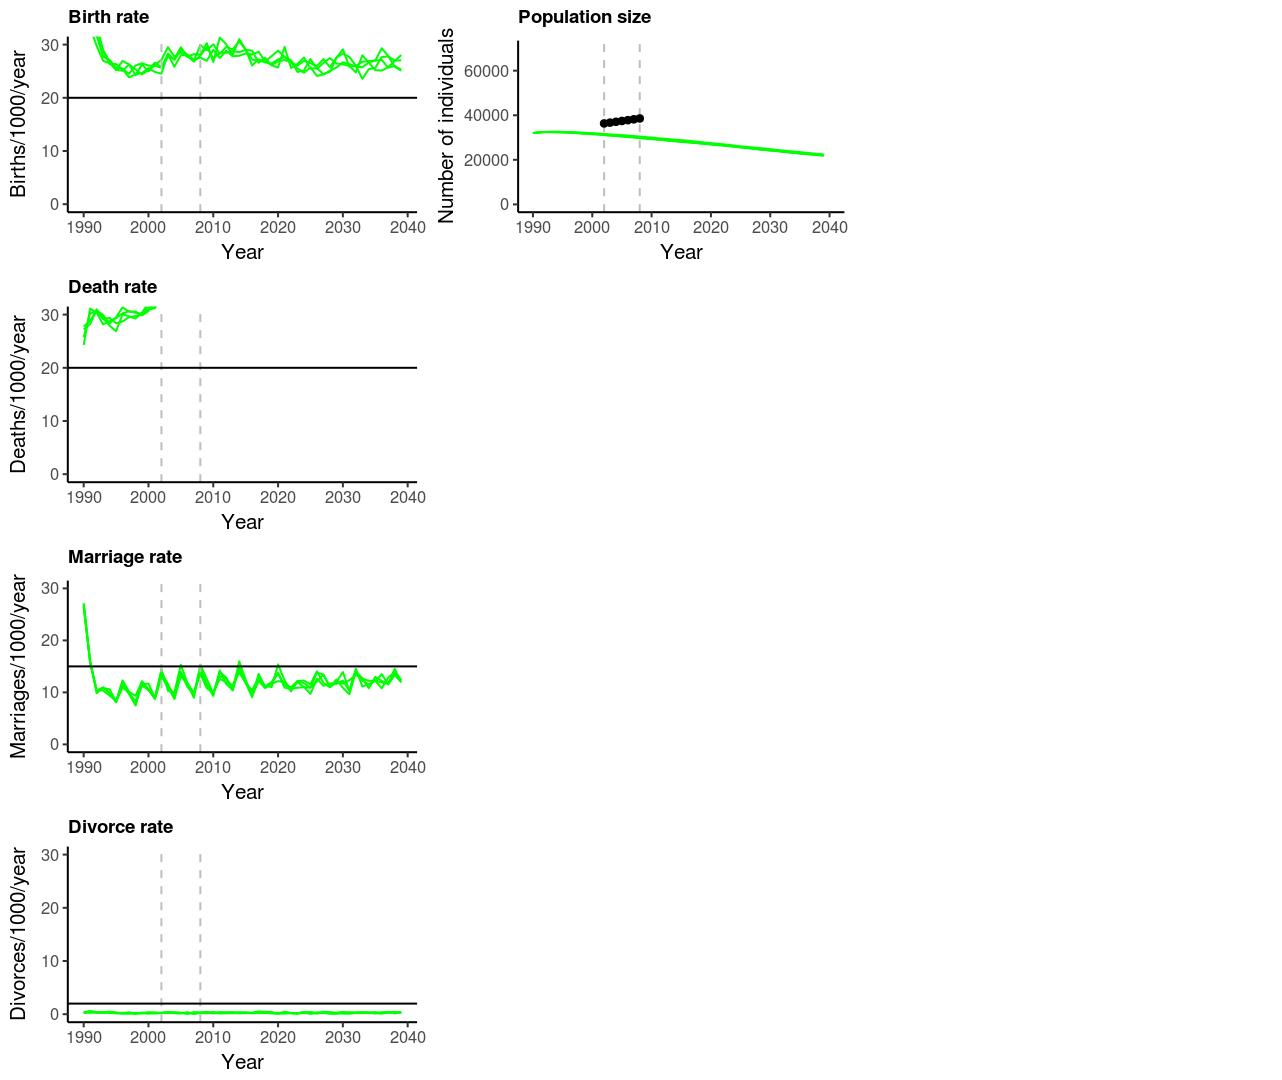 Birth rate
Births/1000/year
30
20
10
0
1990 2000 2010 2020 2030 2040
Year
Population size
Number of individuals
60000
40000
20000
0
1990 2000 2010 2020 2030 2040
Year
Death rate
Deaths/1000/year
30
20
10
0
1990 2000 2010 2020 2030 2040
Year
Marriage rate
Marriages/1000/year
30
20
10
0
1990 2000 2010 2020 2030 2040
Year
Divorce rate
Divorces/1000/year
30
20
10
0
1990 2000 2010 2020 2030 2040
Year